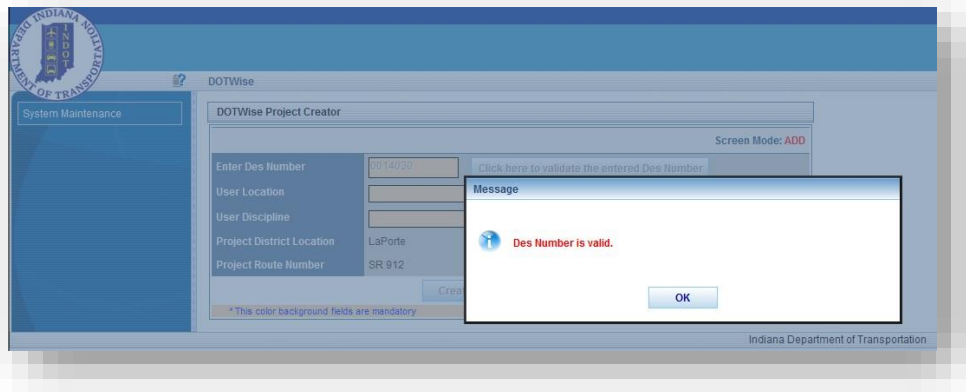 INDIANA
DEPARTMENT OF TRANSPORTATION
INDOT
DOTWise
System Maintenance
DOTWise Project Creator
Screen Mode: ADD
Enter Des Number 0014030 Click here to validate the entered Des Number
User Location
User Discipline
Project District Location LaPorte
Project Route Number SR 912
Message
Des Number is valid.
OK
* This color background fields are mandatory
Indiana Department of Transportation